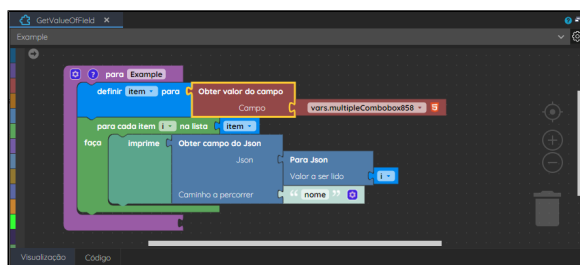 GetValueOfField ×
Example
para Example
definir item para Obter valor do campo
Campo vars.multipleCombobox858
para cada item i na lista item
faça imprime Obter campo do Json
Json Para Json
Valor a ser lido i
Caminho a percorrer “ nome ”
Visualização Código